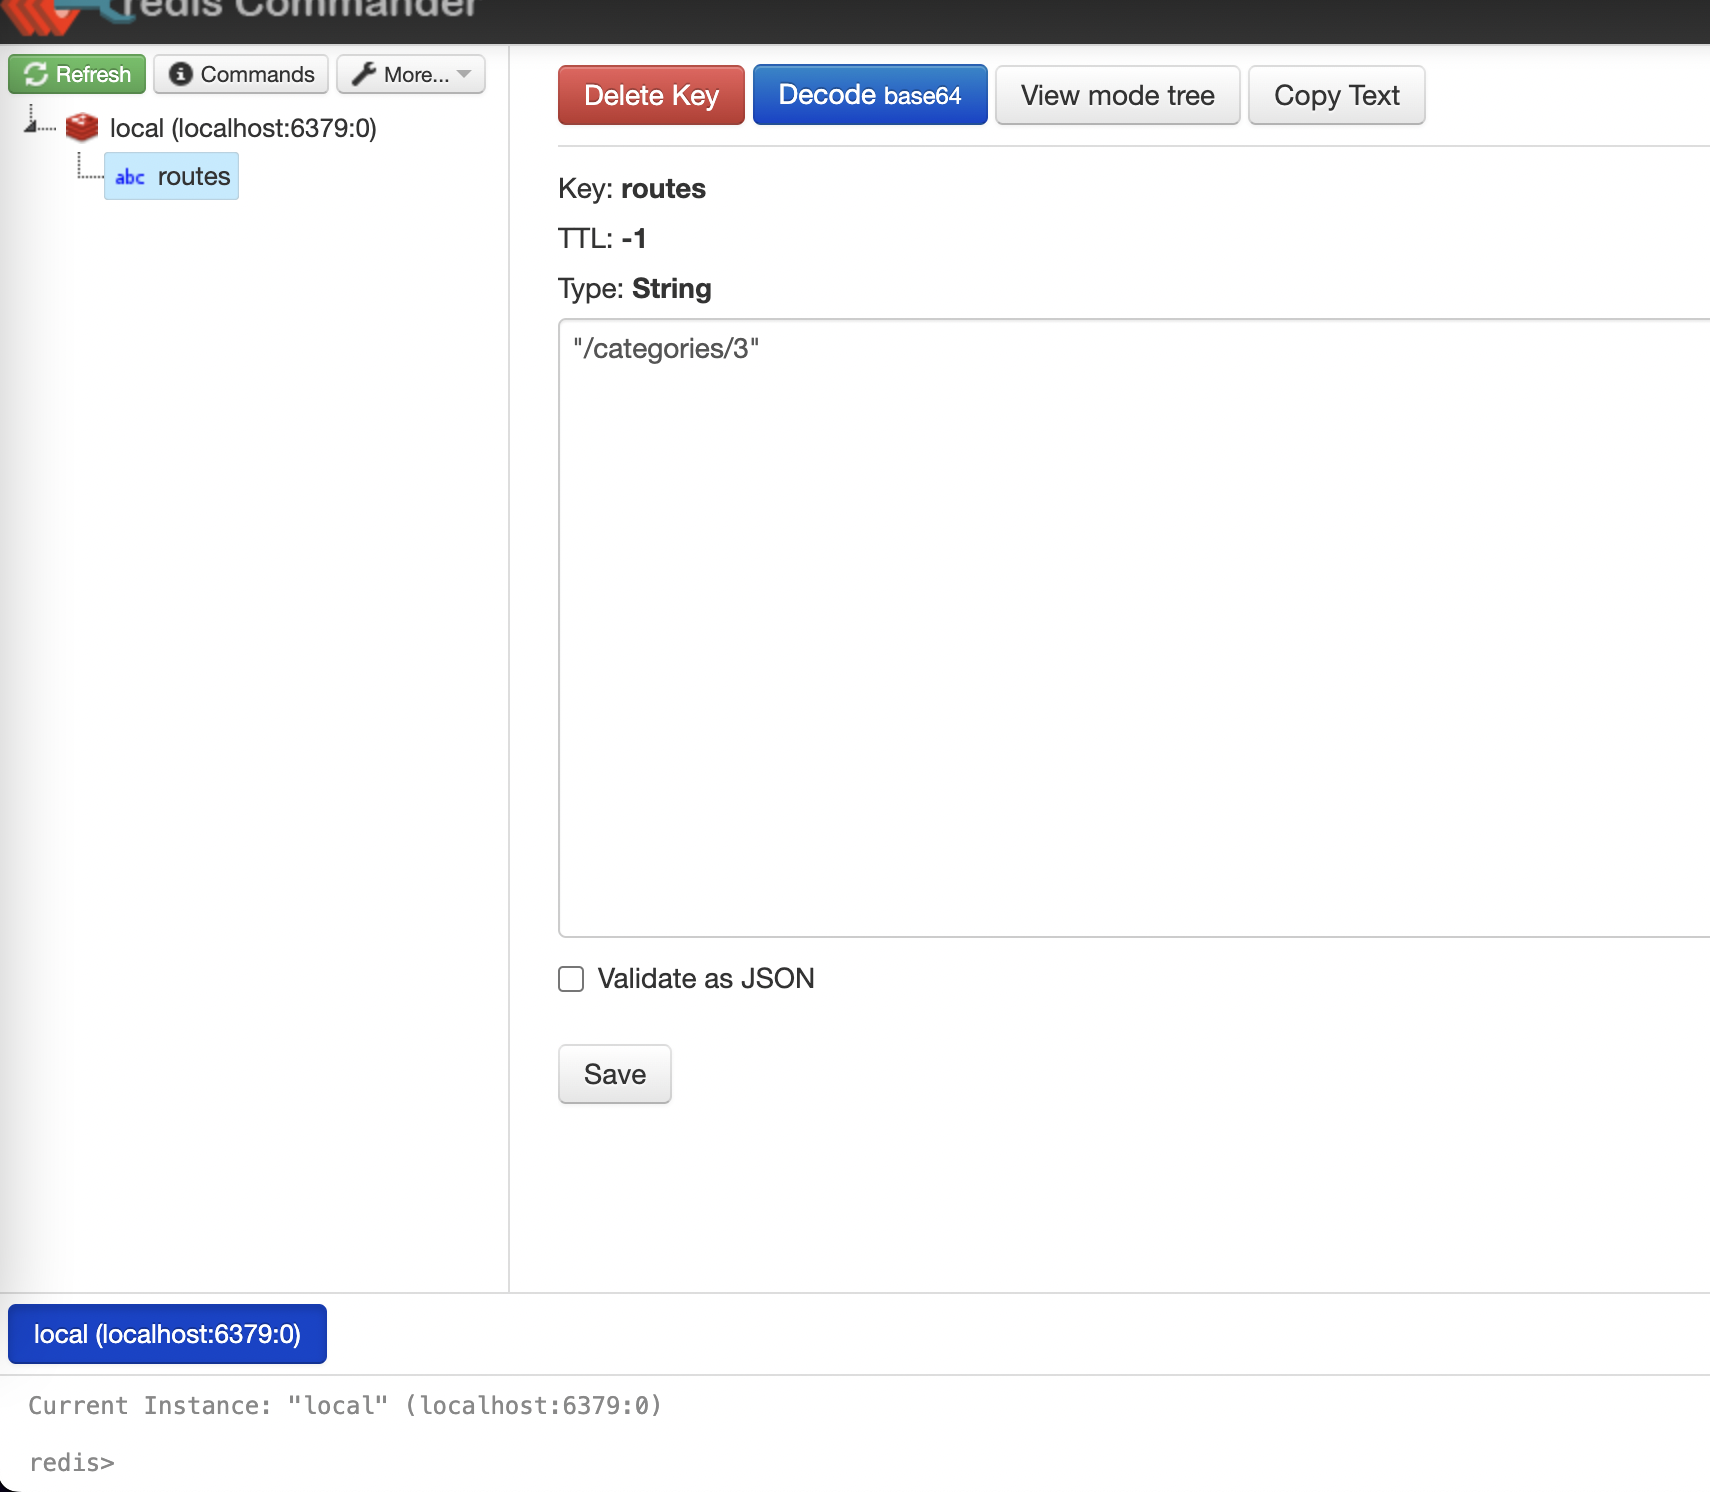 redis Commander
Refresh Commands More...
local (localhost:6379:0)
abc routes
Delete Key Decode base64 View mode tree Copy Text
Key: routes
TTL: -1
Type: String
"/categories/3"
Validate as JSON
Save
local (localhost:6379:0)
Current Instance: "local" (localhost:6379:0)
redis>